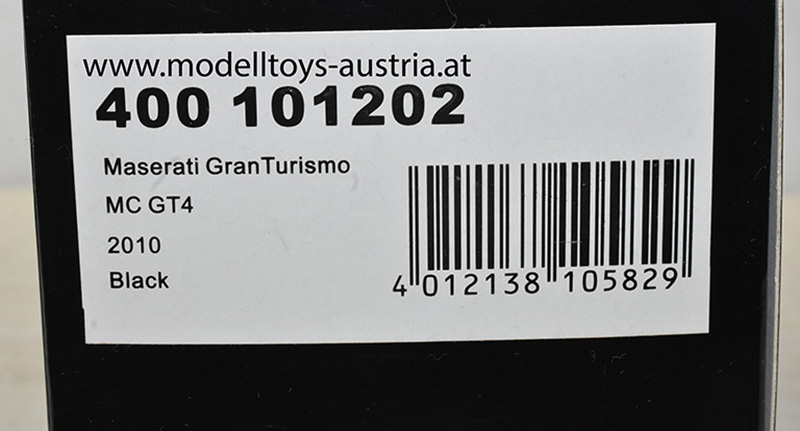 www.modelltoys-austria.at
400 101202
Maserati GranTurismo
MC GT4
2010
Black
4 012138 105829